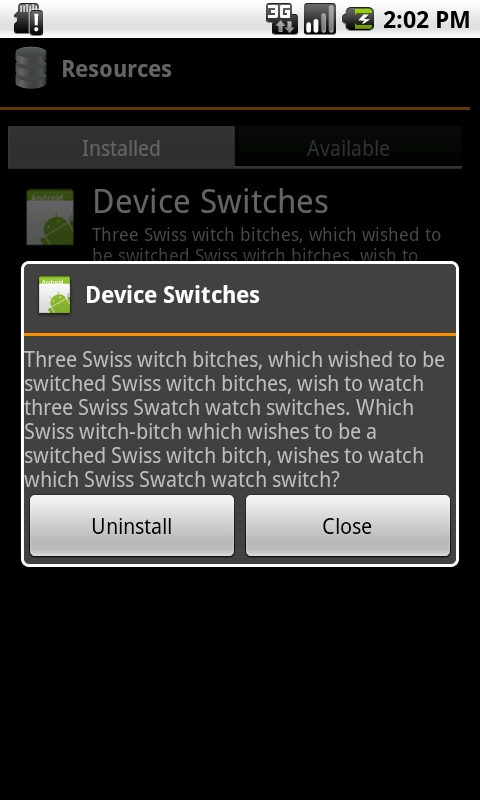 3G
2:02 PM
Resources
Installed
Available
Android
Device Switches
Three Swiss witch bitches, which wished to
be switched Swiss witch bitches, wish to
Android
Device Switches
Three Swiss witch bitches, which wished to be
switched Swiss witch bitches, wish to watch
three Swiss Swatch watch switches. Which
Swiss witch-bitch which wishes to be a
switched Swiss witch bitch, wishes to watch
which Swiss Swatch watch switch?
Uninstall
Close